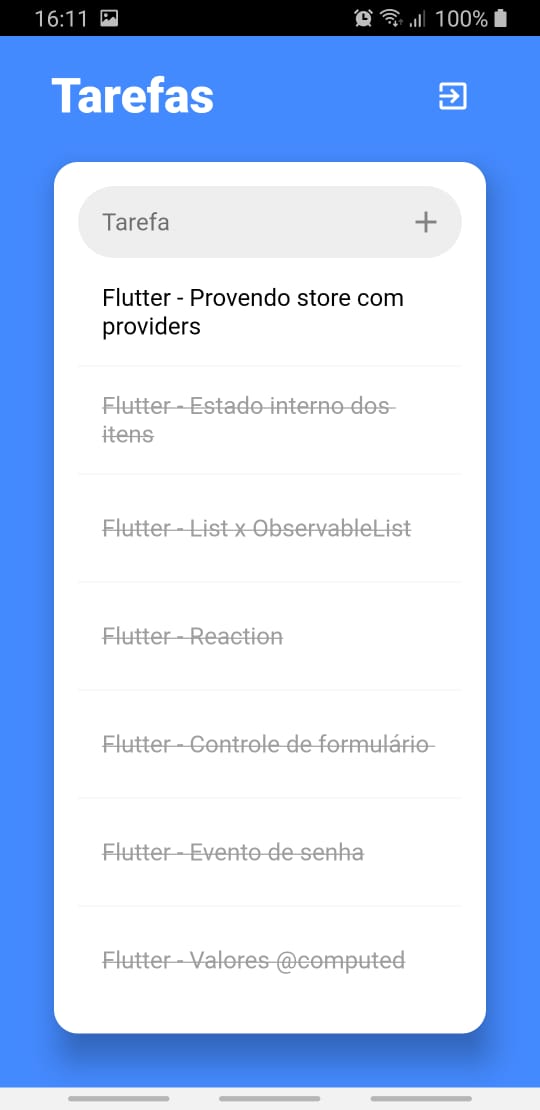 16:11
100%
Tarefas
Tarefa
Flutter - Provendo store com
providers
Flutter - Estado interno dos
itens
Flutter - List x ObservableList
Flutter - Reaction
Flutter - Controle de formulário
Flutter - Evento de senha
Flutter - Valores @computed